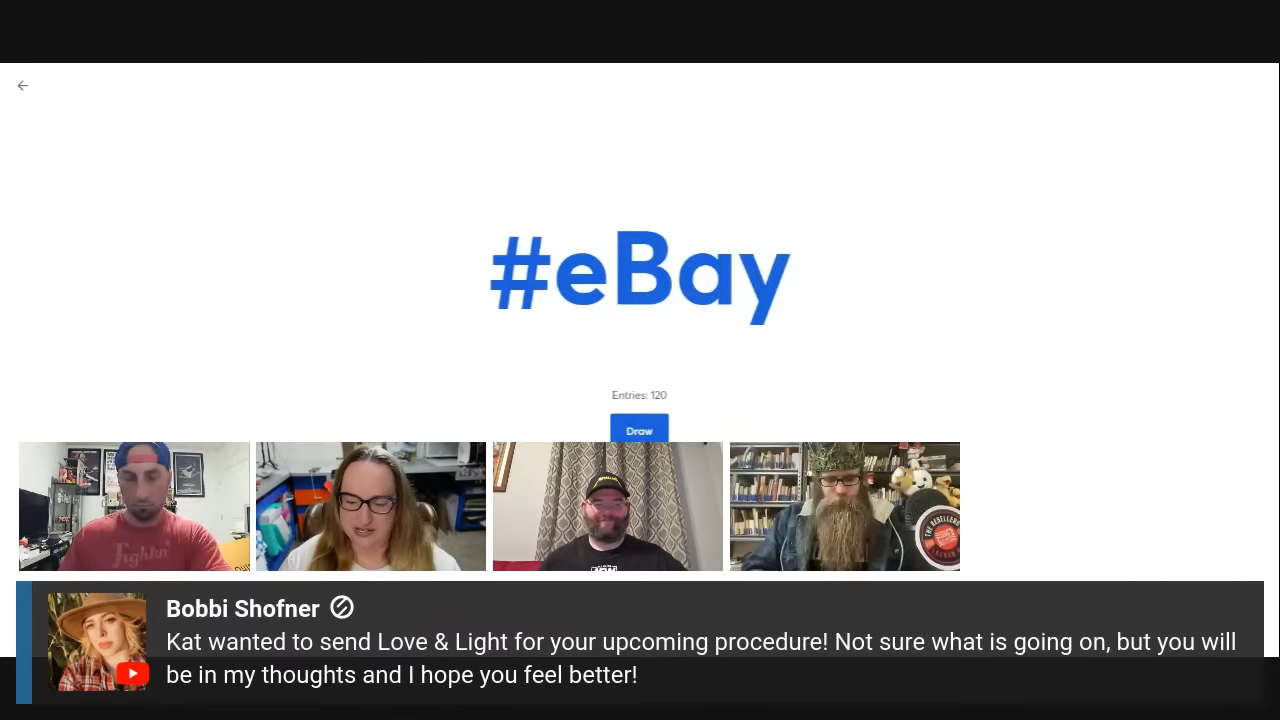 #eBay
Entries: 120
Draw
Fightin'
Bobbi Shofner
Kat wanted to send Love & Light for your upcoming procedure! Not sure what is going on, but you will
be in my thoughts and I hope you feel better!